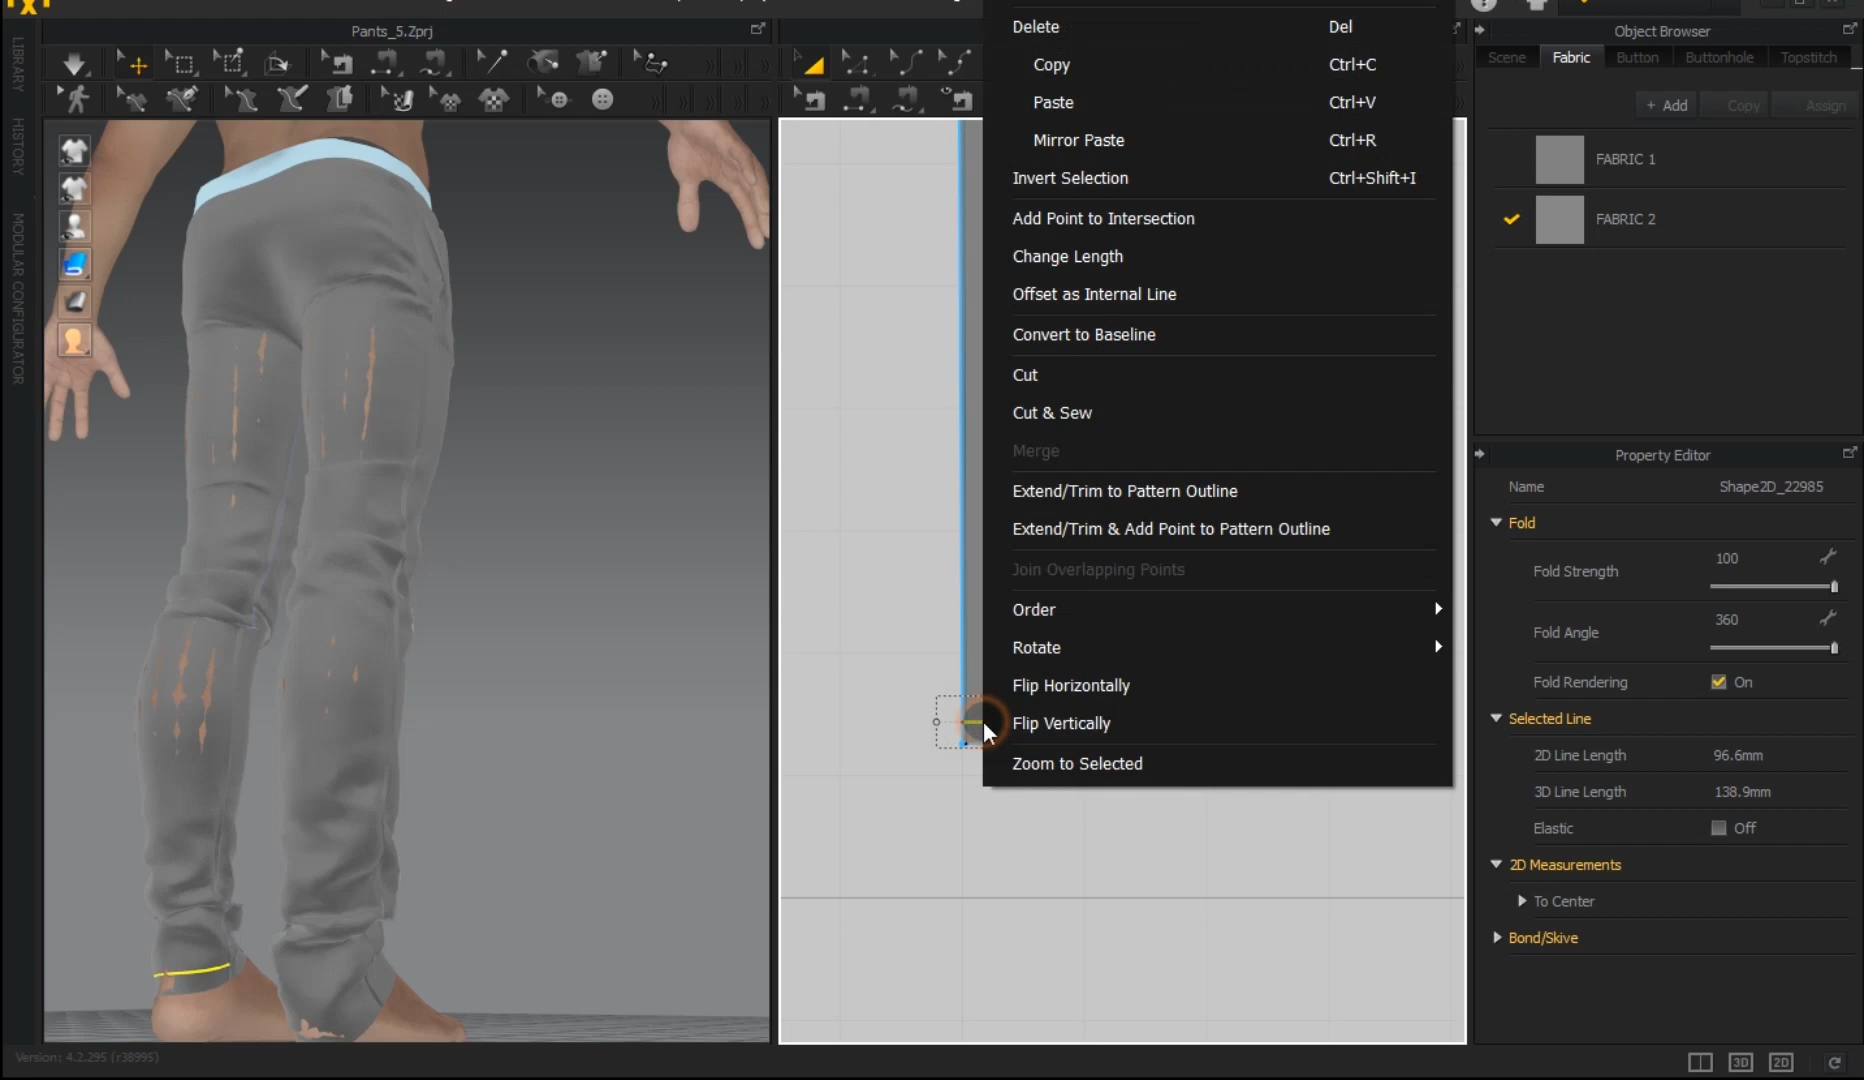 Pants_5.Zprj
LIBRARY
HISTORY
MODULAR CONFIGURATOR
Delete Del
Copy Ctrl+C
Paste Ctrl+V
Mirror Paste Ctrl+R
Invert Selection Ctrl+Shift+I
Add Point to Intersection
Change Length
Offset as Internal Line
Convert to Baseline
Cut
Cut & Sew
Merge
Extend/Trim to Pattern Outline
Extend/Trim & Add Point to Pattern Outline
Join Overlapping Points
Order
Rotate
Flip Horizontally
Flip Vertically
Zoom to Selected
Object Browser
Scene Fabric Button Buttonhole Topstitch
+ Add Copy Assign
FABRIC 1
FABRIC 2
Property Editor
Name Shape2D_22985
Fold
Fold Strength 100
Fold Angle 360
Fold Rendering On
Selected Line
2D Line Length 96.6mm
3D Line Length 138.9mm
Elastic Off
2D Measurements
To Center
Bond/Skive
Version: 4.2.295 (r38995)
3D 2D